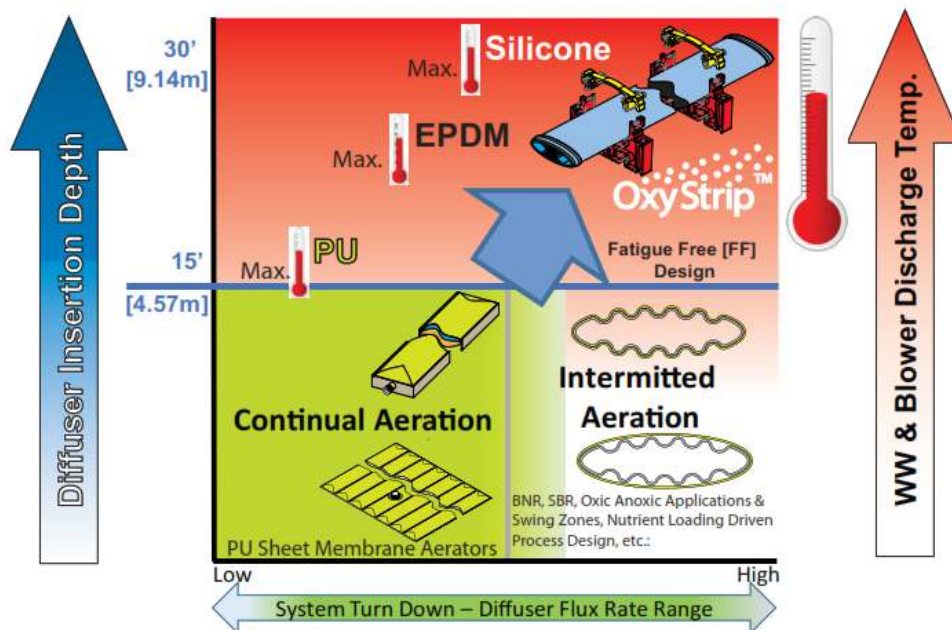 30'
[9.14m]
Silicone
Max.
EPDM
Max.
OxyStrip™
PU
Max.
15'
[4.57m]
Fatigue Free [FF]
Design
Continual Aeration
Intermitted
Aeration
BNR, SBR, Oxic Anoxic Applications &
Swing Zones, Nutrient Loading Driven
Process Design, etc.:
PU Sheet Membrane Aerators
Low
High
System Turn Down – Diffuser Flux Rate Range
Diffuser Insertion Depth
WW & Blower Discharge Temp.